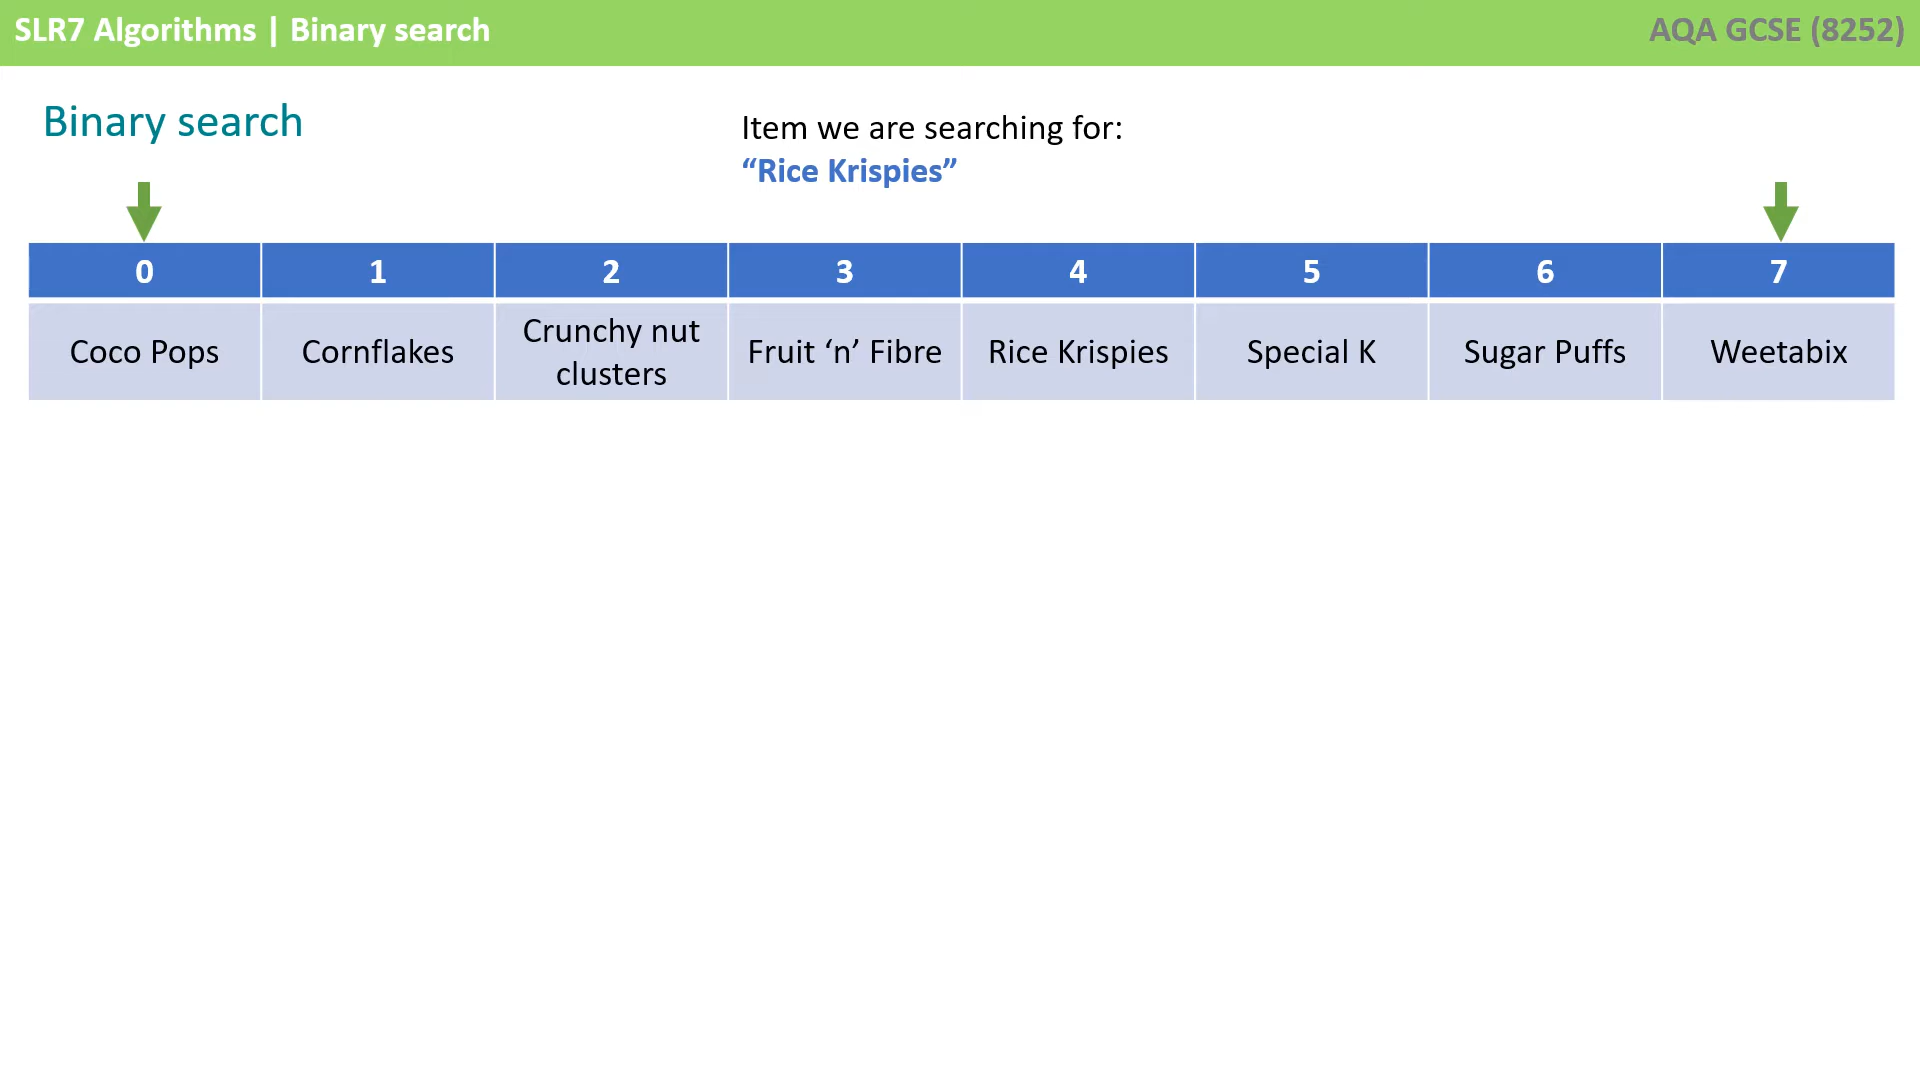 SLR7 Algorithms | Binary search
AQA GCSE (8252)
Binary search
Item we are searching for:
“Rice Krispies”
0 1 2 3 4 5 6 7
Coco Pops Cornflakes Crunchy nut clusters Fruit ‘n’ Fibre Rice Krispies Special K Sugar Puffs Weetabix